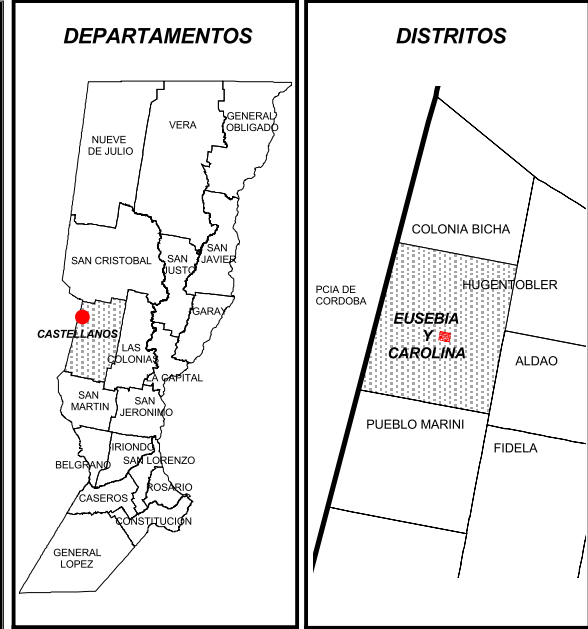 DEPARTAMENTOS
NUEVE
DE JULIO
VERA
GENERAL
OBLIGADO
SAN CRISTOBAL
SAN
JUSTO
SAN
JAVIER
GARAY
CASTELLANOS
LAS
COLONIAS
LA CAPITAL
SAN
MARTIN
SAN
JERONIMO
IRIONDO
BELGRANO
SAN LORENZO
CASEROS
ROSARIO
CONSTITUCION
GENERAL
LOPEZ
DISTRITOS
COLONIA BICHA
HUGENTOBLER
PCIA DE
CORDOBA
EUSEBIA
Y
CAROLINA
ALDAO
PUEBLO MARINI
FIDELA